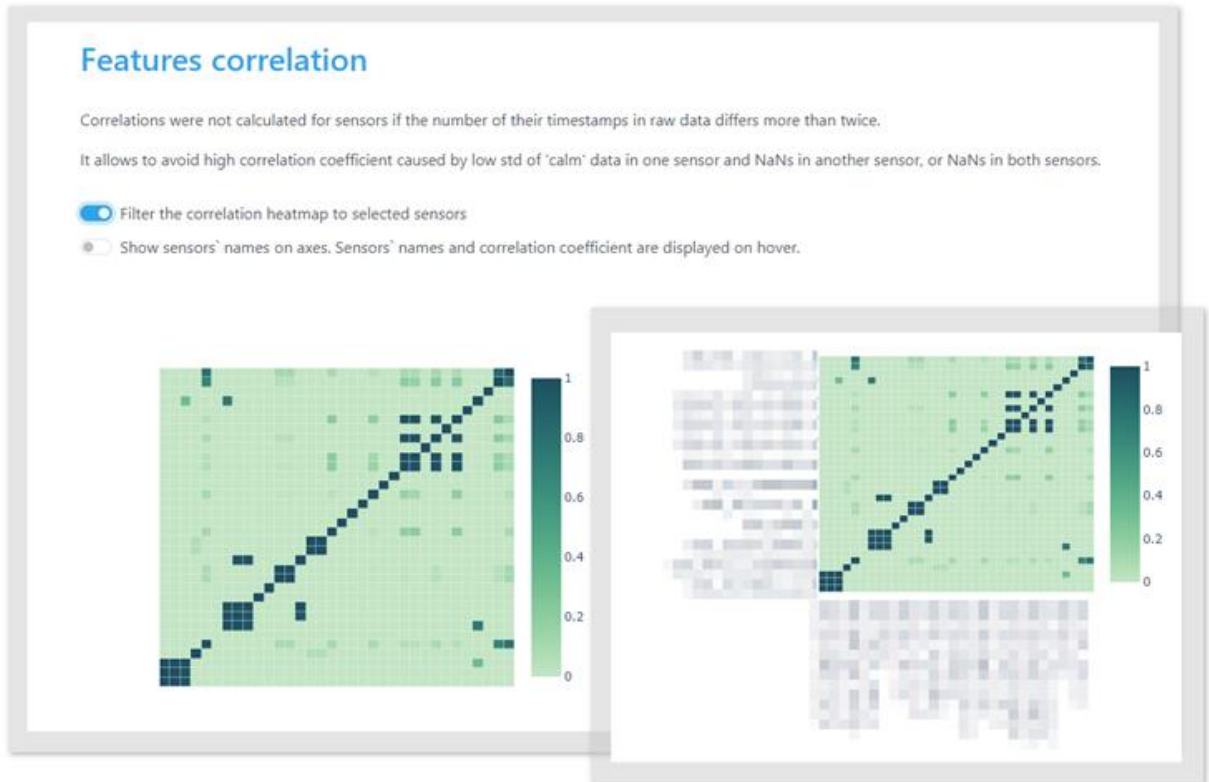 Features correlation
Correlations were not calculated for sensors if the number of their timestamps in raw data differs more than twice.
It allows to avoid high correlation coefficient caused by low std of 'calm' data in one sensor and NaNs in another sensor, or NaNs in both sensors.
Filter the correlation heatmap to selected sensors
Show sensors` names on axes. Sensors` names and correlation coefficient are displayed on hover.
1
0.8
0.6
0.4
0.2
0
1
0.8
0.6
0.4
0.2
0